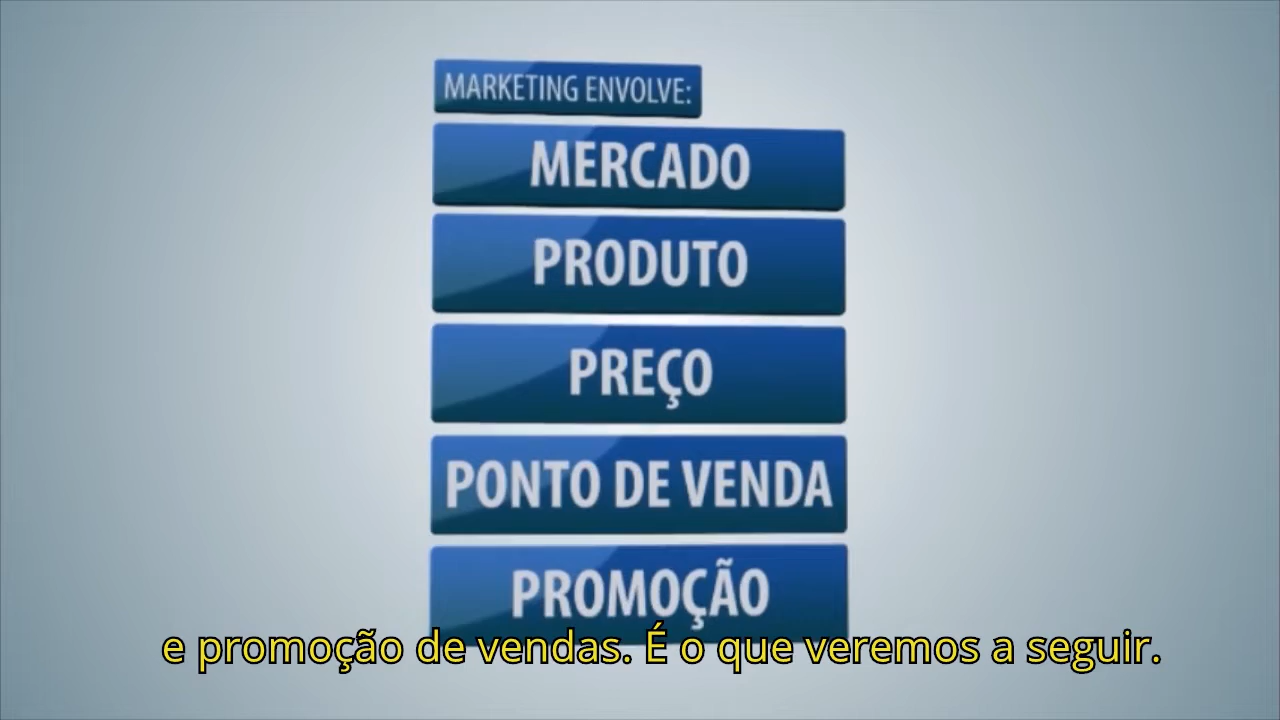 MARKETING ENVOLVE:
MERCADO
PRODUTO
PREÇO
PONTO DE VENDA
PROMOÇÃO
e promoção de vendas. É o que veremos a seguir.